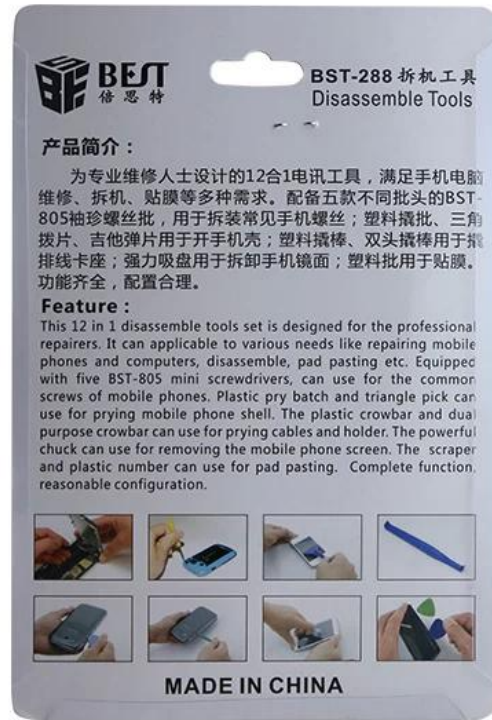 BEST
倍思特
BST-288 拆机工具
Disassemble Tools
产品简介：
为专业维修人士设计的12合1电讯工具，满足手机电脑
维修、拆机、贴膜等多种需求。配备五款不同批头的BST-
805袖珍螺丝批，用于拆装常见手机螺丝；塑料撬批、三角
拨片、吉他弹片用于开手机壳；塑料撬棒、双头撬棒用于撬
排线卡座；强力吸盘用于拆卸手机镜面；塑料批用于贴膜。
功能齐全，配置合理。
Feature :
This 12 in 1 disassemble tools set is designed for the professional
repairers. It can applicable to various needs like repairing mobile
phones and computers, disassemble, pad pasting etc. Equipped
with five BST-805 mini screwdrivers, can use for the common
screws of mobile phones. Plastic pry batch and triangle pick can
use for prying mobile phone shell. The plastic crowbar and dual
purpose crowbar can use for prying cables and holder. The powerful
chuck can use for removing the mobile phone screen. The scraper
and plastic number can use for pad pasting. Complete function,
reasonable configuration.
MADE IN CHINA